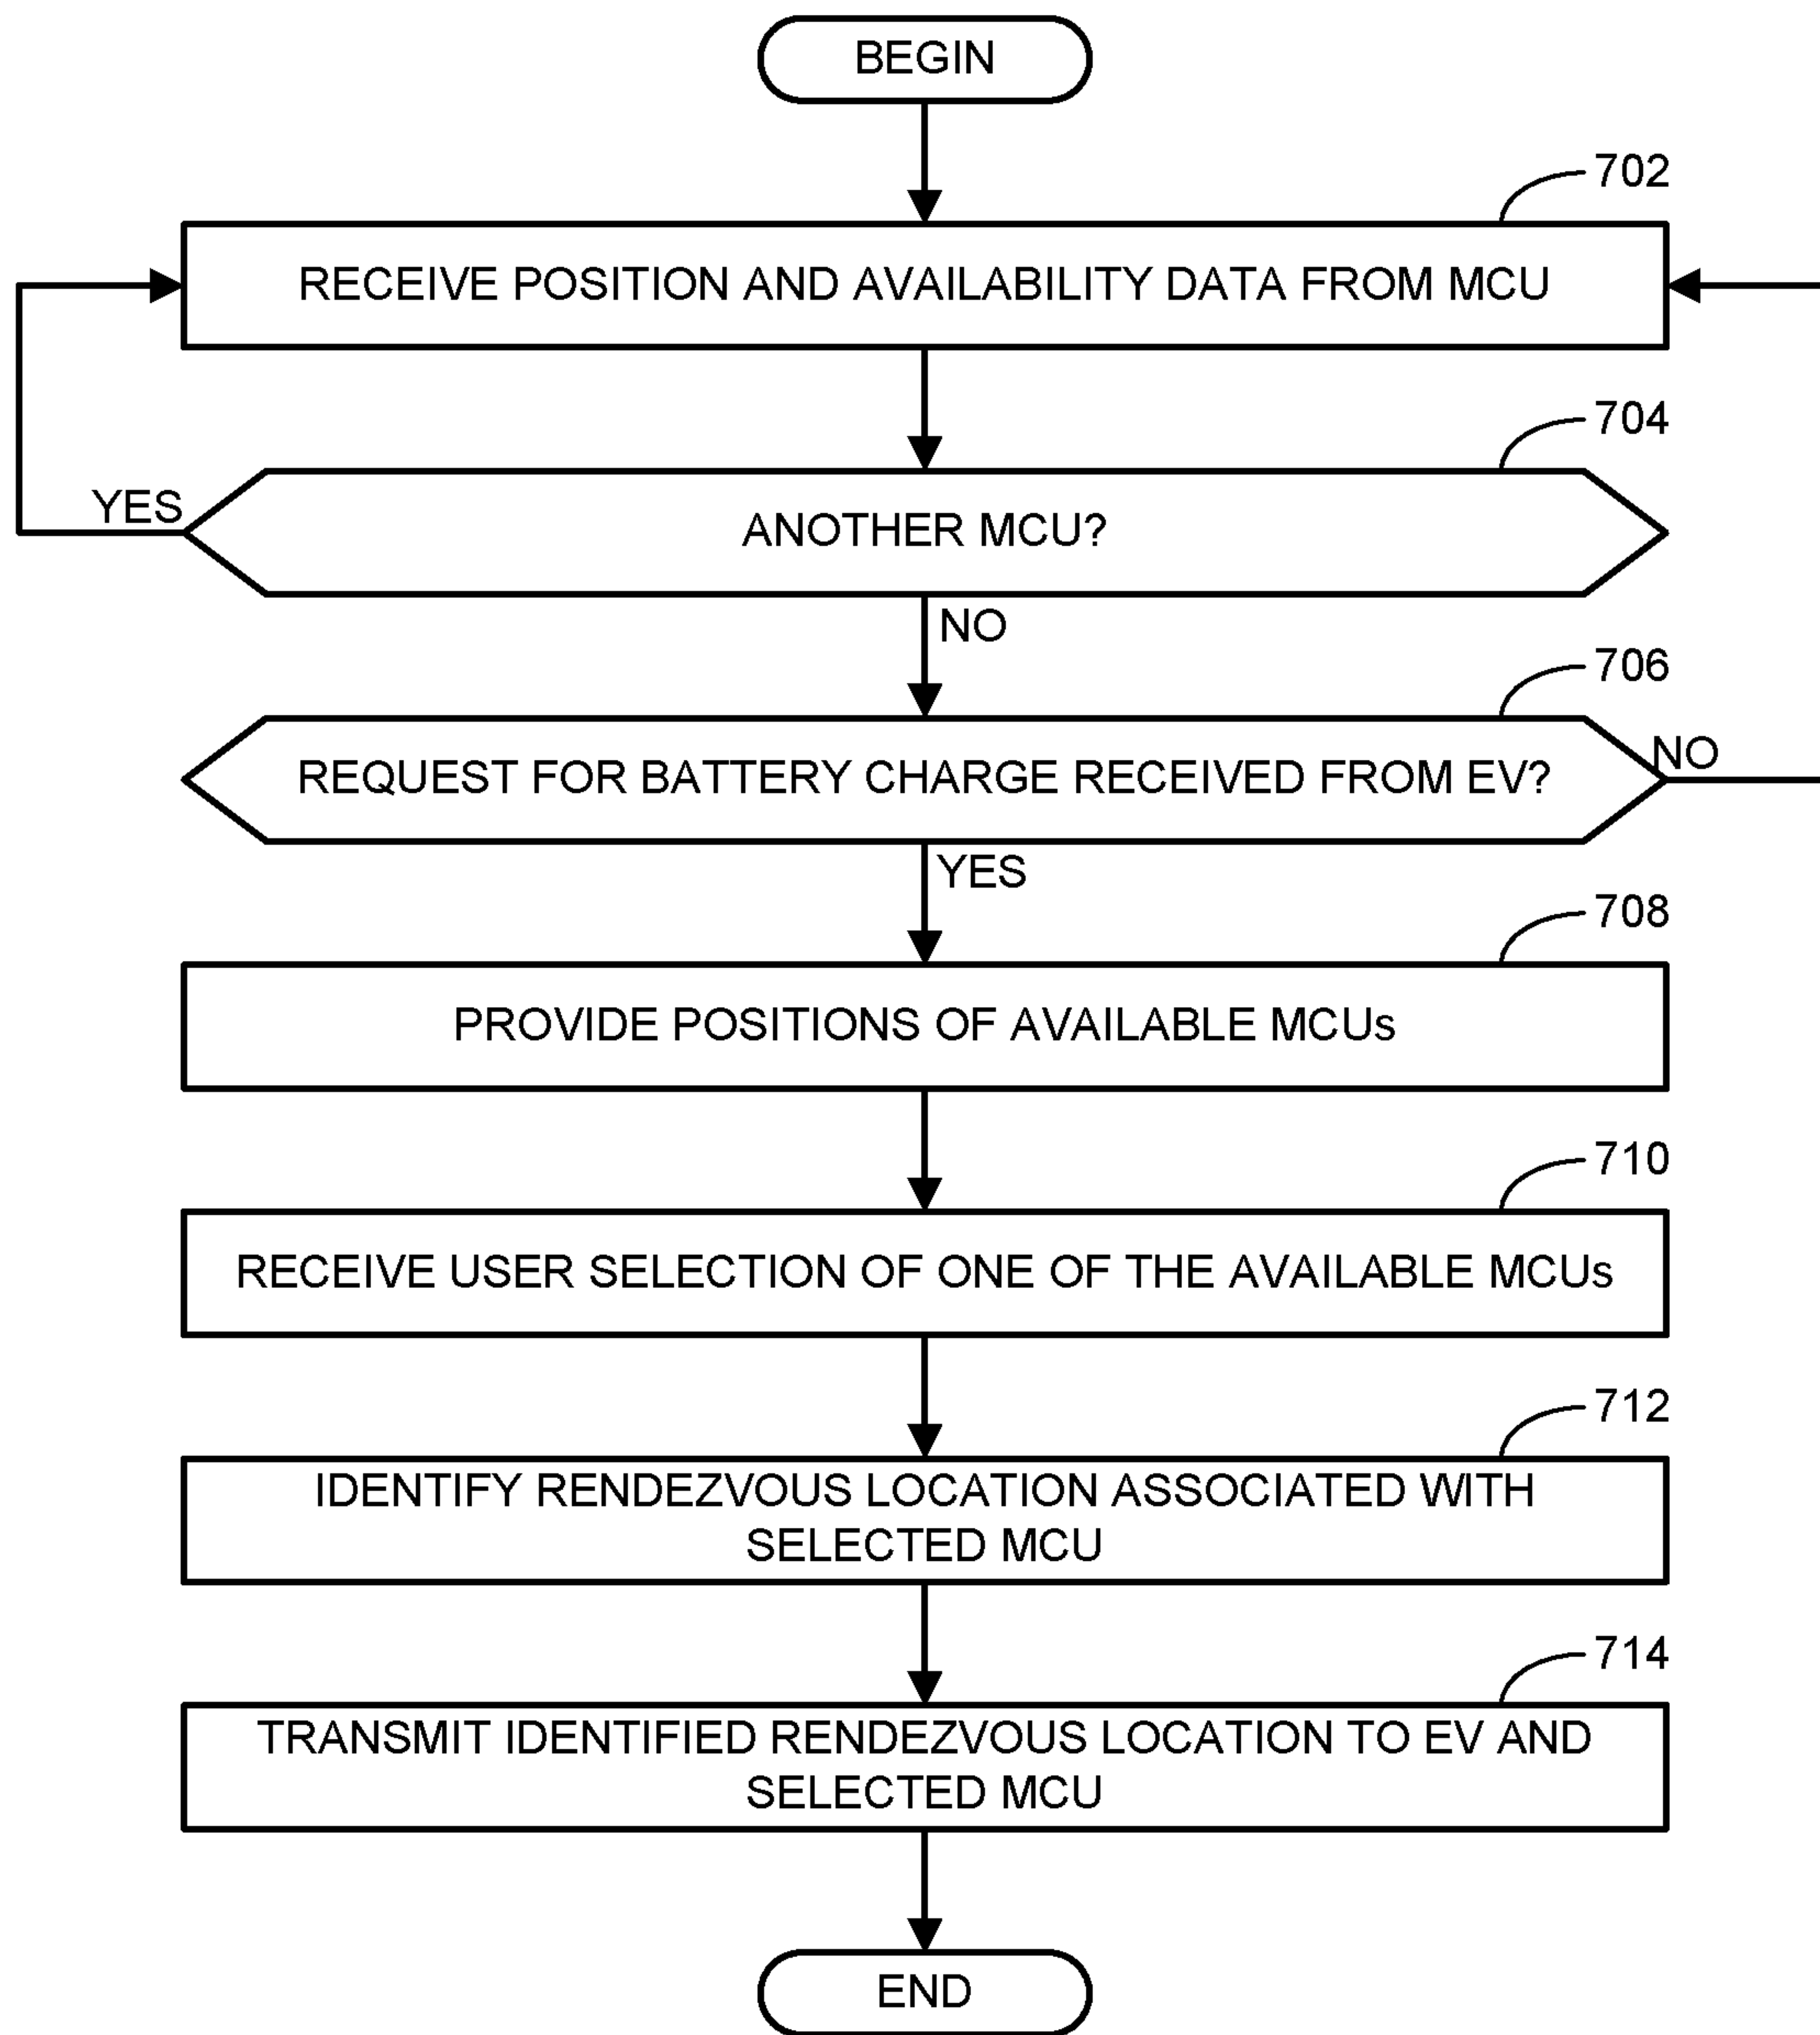 BEGIN
702
RECEIVE POSITION AND AVAILABILITY DATA FROM MCU
704
YES
ANOTHER MCU?
NO
706
REQUEST FOR BATTERY CHARGE RECEIVED FROM EV?
NO
YES
708
PROVIDE POSITIONS OF AVAILABLE MCUs
710
RECEIVE USER SELECTION OF ONE OF THE AVAILABLE MCUs
712
IDENTIFY RENDEZVOUS LOCATION ASSOCIATED WITH
SELECTED MCU
714
TRANSMIT IDENTIFIED RENDEZVOUS LOCATION TO EV AND
SELECTED MCU
END